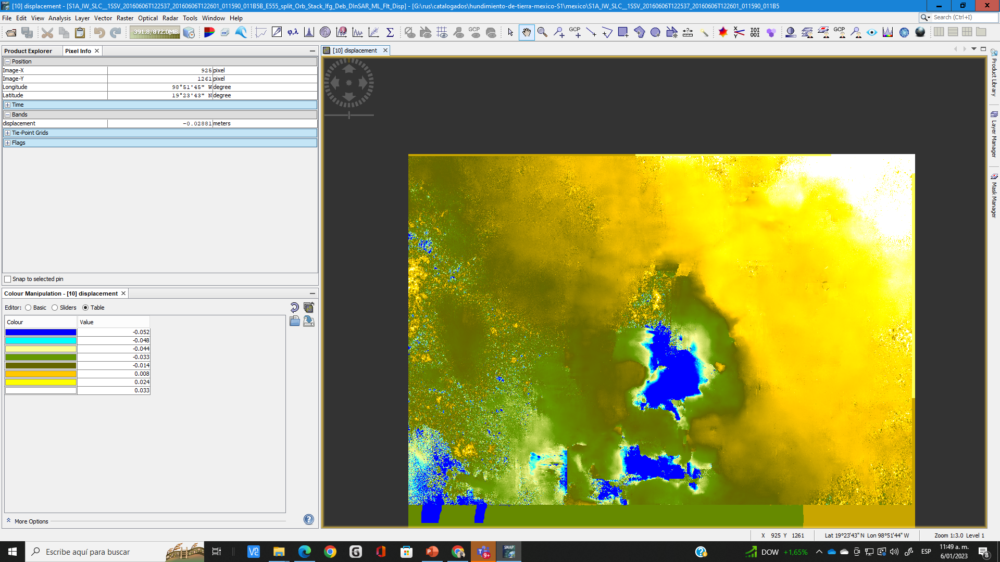 [10] displacement - [S1A_IW_SLC__1SSV_20160606T122537_20160606T122601_011590_011B5B_E555_split_Orb_Stack_Ifg_Deb_DInSAR_ML_Flt_Disp] - [G:\rus\catalogados\hundimiento-de-tierra-mexico-S1\mexico\S1A_IW_SLC__1SSV_20160606T122537_20160606T122601_011590_011B5
File Edit View Analysis Layer Vector Raster Optical Radar Tools Window Help
Search (Ctrl+I)
391.8/872.0MB
φ,λ
Σ
GCP
GCP
GCP
Product Explorer
Pixel Info
[10] displacement
Position
Image-X 925 pixel
Image-Y 1261 pixel
Longitude 98°51'45" W degree
Latitude 19°23'43" N degree
Time
Bands
displacement -0.02881 meters
Tie-Point Grids
Flags
Snap to selected pin
Colour Manipulation - [10] displacement
Editor: Basic Sliders Table
Colour Value
-0.052
-0.048
-0.044
-0.033
-0.014
0.008
0.024
0.033
More Options
Product Library
Layer Manager
Mask Manager
X 925 Y 1261
Lat 19°23'43" N Lon 98°51'44" W
Zoom 1:3.0 Level 1
Escribe aquí para buscar
9+
SNAP
DOW +1,65%
ESP
11:49 a. m.
6/01/2023
8